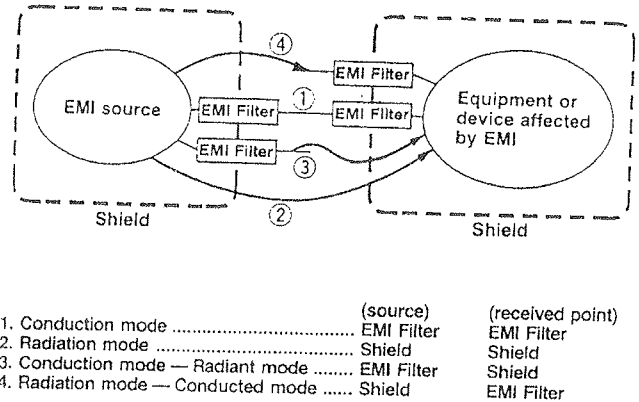 ④
EMI Filter
EMI source
EMI Filter
①
EMI Filter
Equipment or
device affected
by EMI
EMI Filter
③
②
Shield
Shield
(source) (received point)
1. Conduction mode .................................. EMI Filter EMI Filter
2. Radiation mode ..................................... Shield Shield
3. Conduction mode — Radiant mode ........ EMI Filter Shield
4. Radiation mode — Conducted mode ...... Shield EMI Filter